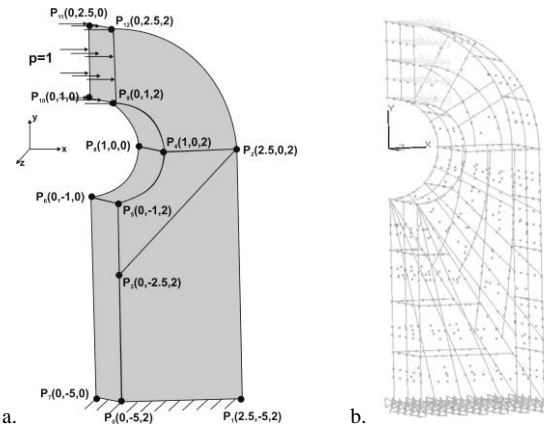 P₁₁(0,2.5,0)
P₁₂(0,2.5,2)
p=1
P₁₀(0,1,0)
P₉(0,1,2)
y
x
z
P₈(1,0,0)
P₄(1,0,2)
P₂(2.5,0,2)
P₆(0,-1,0)
P₅(0,-1,2)
P₃(0,-2.5,2)
P₇(0,-5,0)
(0,-5,2)
P₁(2.5,-5,2)
a.
Y
X
b.